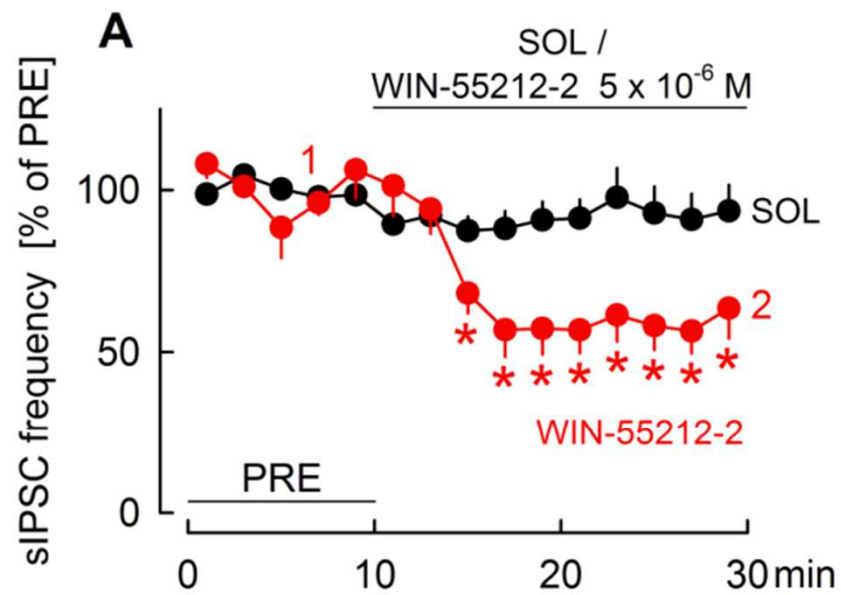 A
SOL /
WIN-55212-2 5 x 10⁻⁶ M
sIPSC frequency [% of PRE]
100
50
0
1
SOL
2
* * * * * * * *
WIN-55212-2
PRE
0 10 20 30 min